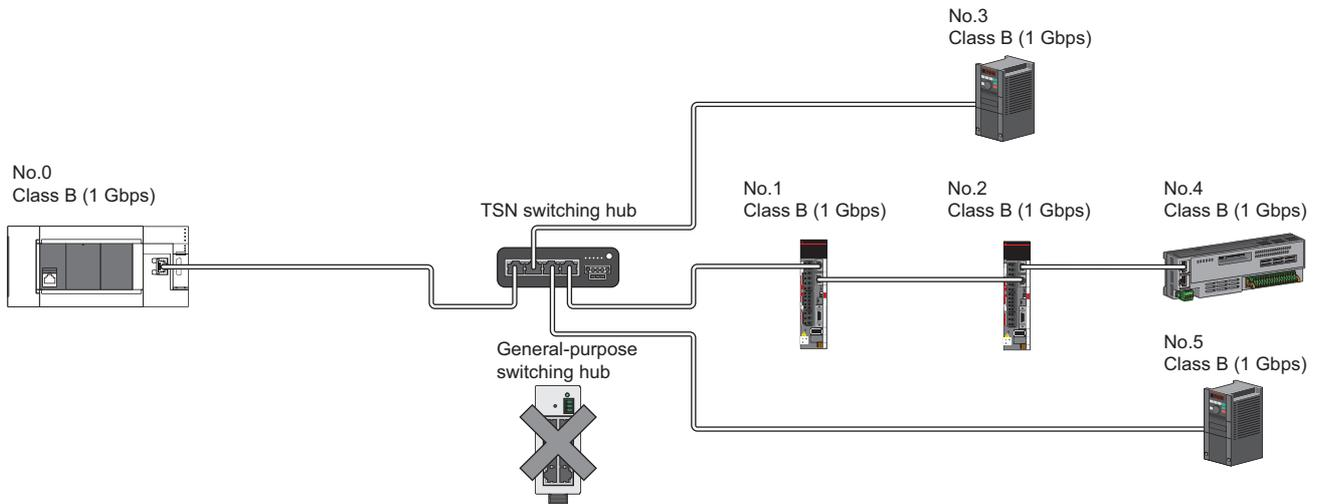 No.3
Class B (1 Gbps)
No.0
Class B (1 Gbps)
TSN switching hub
No.1
Class B (1 Gbps)
No.2
Class B (1 Gbps)
No.4
Class B (1 Gbps)
General-purpose
switching hub
No.5
Class B (1 Gbps)